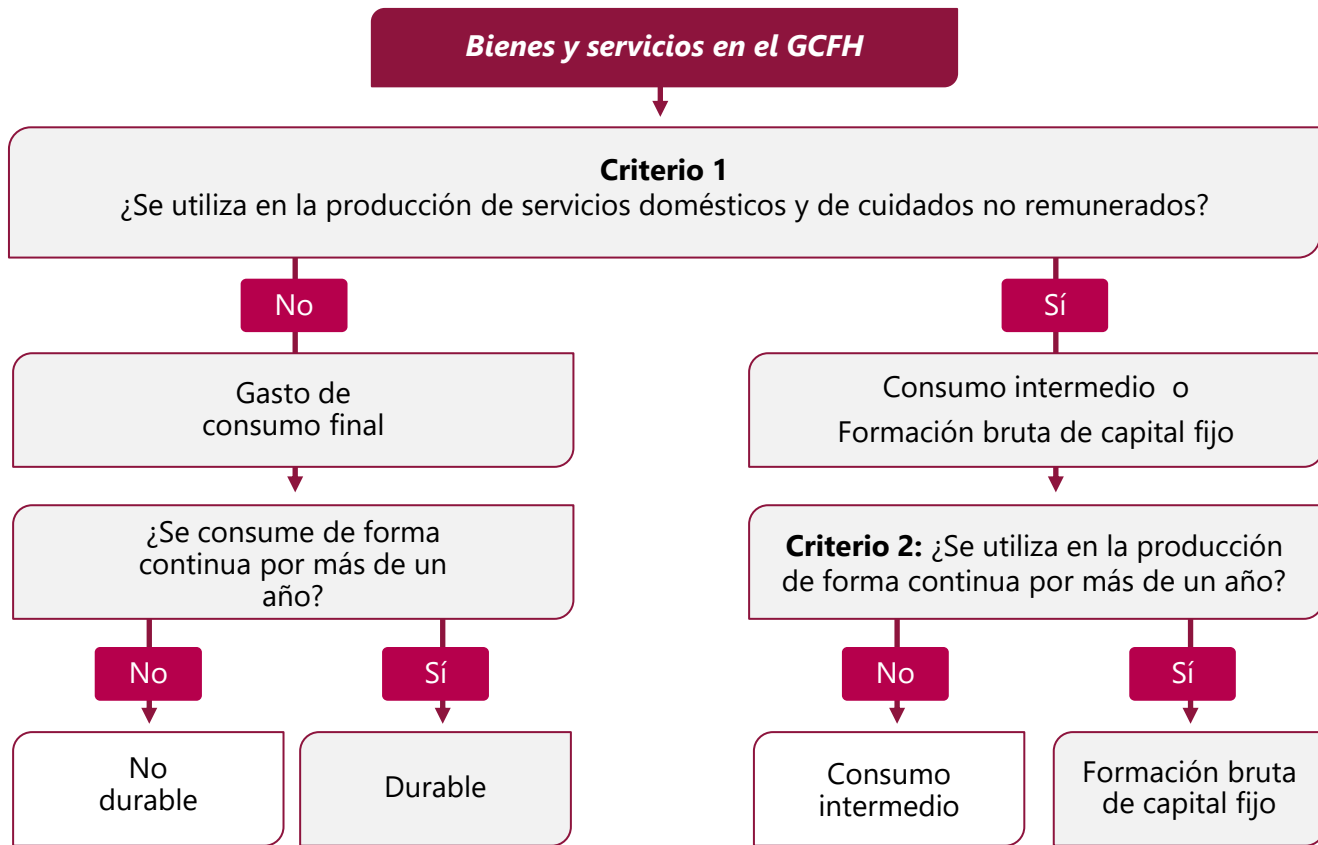 Bienes y servicios en el GCFH
Criterio 1
¿Se utiliza en la producción de servicios domésticos y de cuidados no remunerados?
No
Sí
Gasto de
consumo final
Consumo intermedio o
Formación bruta de capital fijo
¿Se consume de forma
continua por más de un
año?
Criterio 2: ¿Se utiliza en la producción
de forma continua por más de un año?
No
Sí
No
Sí
No
durable
Durable
Consumo
intermedio
Formación bruta
de capital fijo